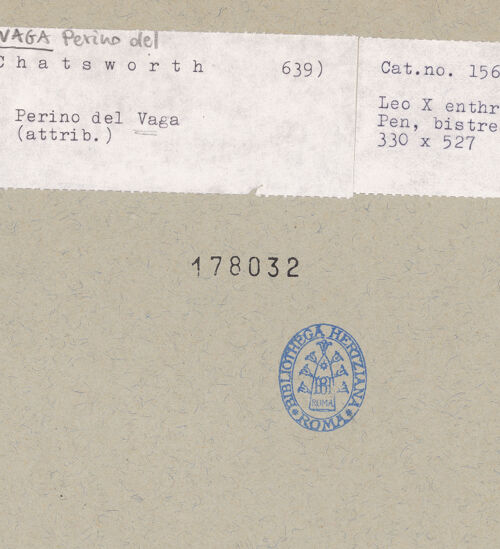 VAGA Perino del
Chatsworth 639)
Perino del Vaga
(attrib.)
Cat.no. 156
Leo X enthr
Pen, bistre
330 x 527
178032
BIBLIOTHECA HERTZIANA
ROMA
ROMA